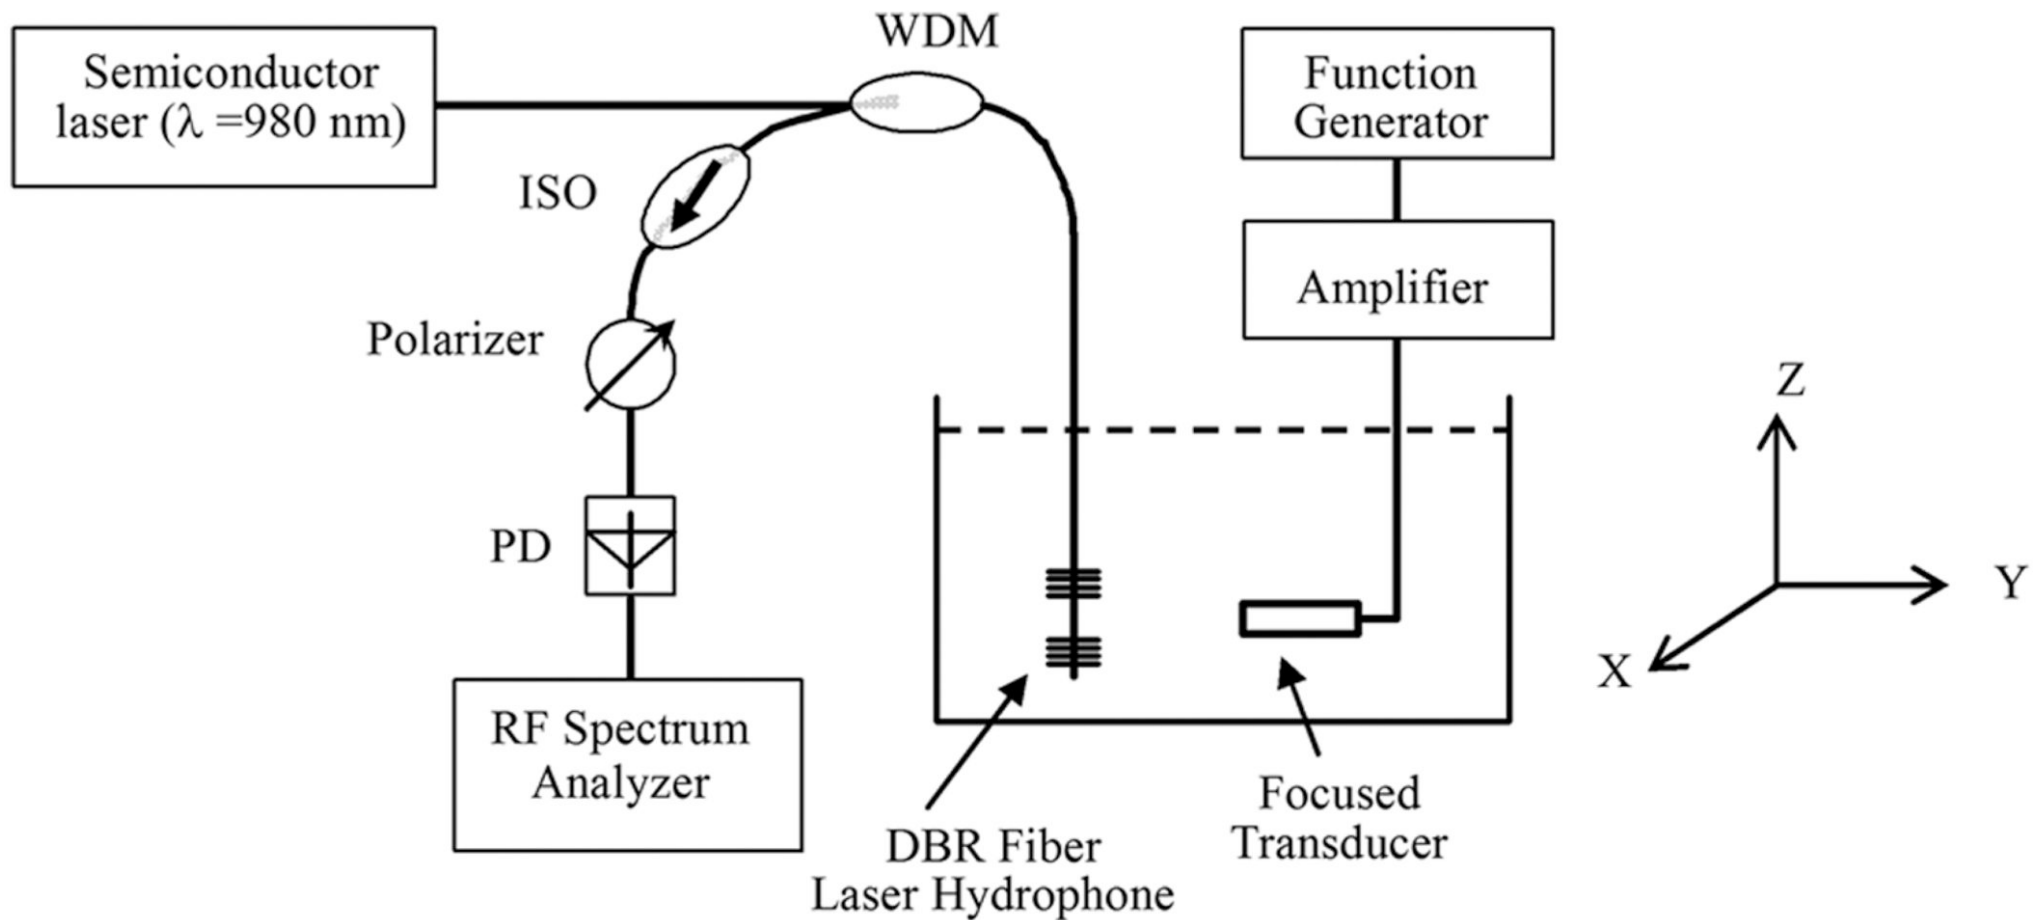 WDM
Semiconductor
laser (λ =980 nm)
Function
Generator
ISO
Amplifier
Polarizer
Z
PD
Y
X
RF Spectrum
Analyzer
Focused
Transducer
DBR Fiber
Laser Hydrophone